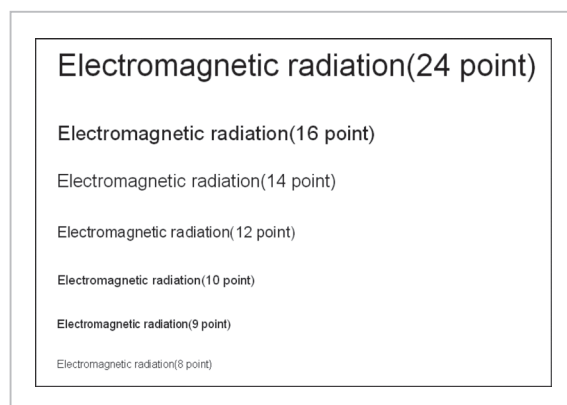 Electromagnetic radiation(24 point)
Electromagnetic radiation(16 point)
Electromagnetic radiation(14 point)
Electromagnetic radiation(12 point)
Electromagnetic radiation(10 point)
Electromagnetic radiation(9 point)
Electromagnetic radiation(8 point)